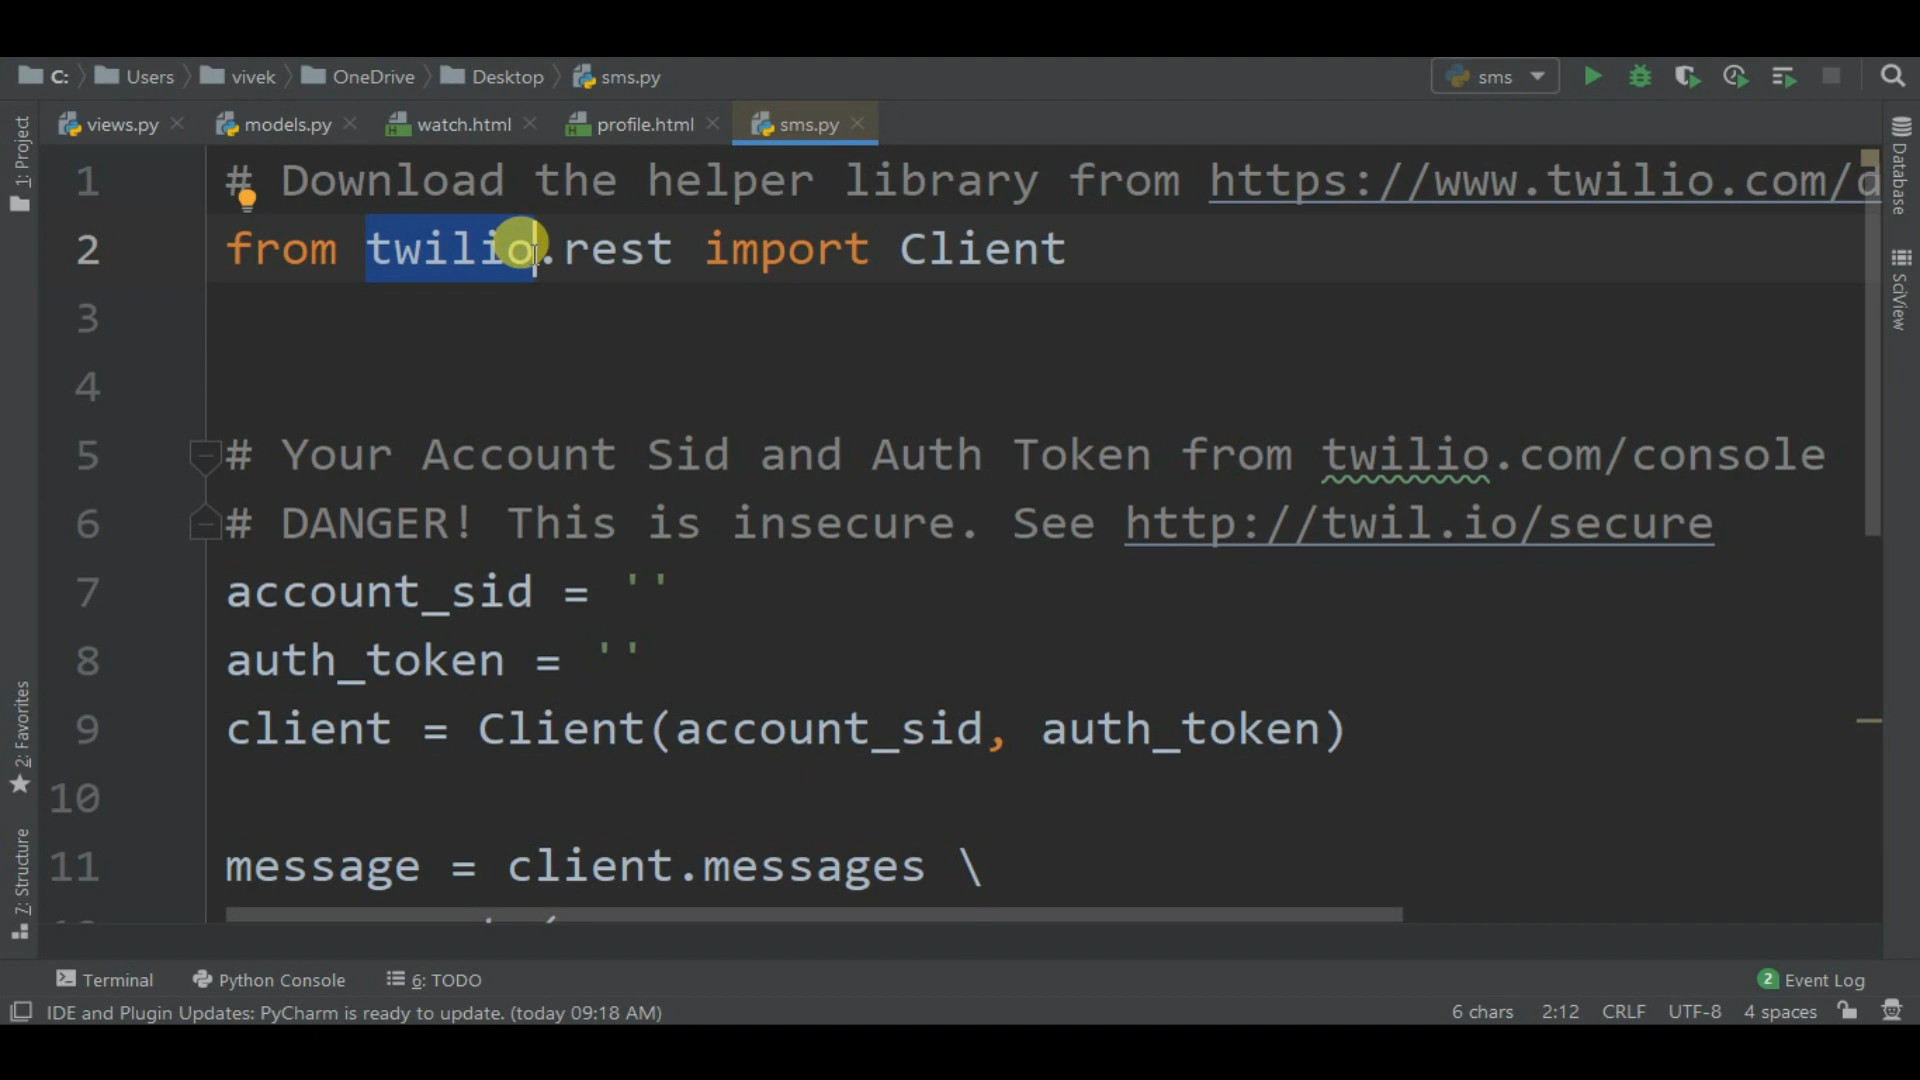 C: Users vivek OneDrive Desktop sms.py sms
views.py models.py watch.html profile.html sms.py
1: Project
2: Favorites
7: Structure
1 # Download the helper library from https://www.twilio.com/d
2 from twilio.rest import Client
3
4
5 # Your Account Sid and Auth Token from twilio.com/console
6 # DANGER! This is insecure. See http://twil.io/secure
7 account_sid = ''
8 auth_token = ''
9 client = Client(account_sid, auth_token)
10
11 message = client.messages \
Database
SciView
Terminal Python Console 6: TODO 2 Event Log
IDE and Plugin Updates: PyCharm is ready to update. (today 09:18 AM) 6 chars 2:12 CRLF UTF-8 4 spaces